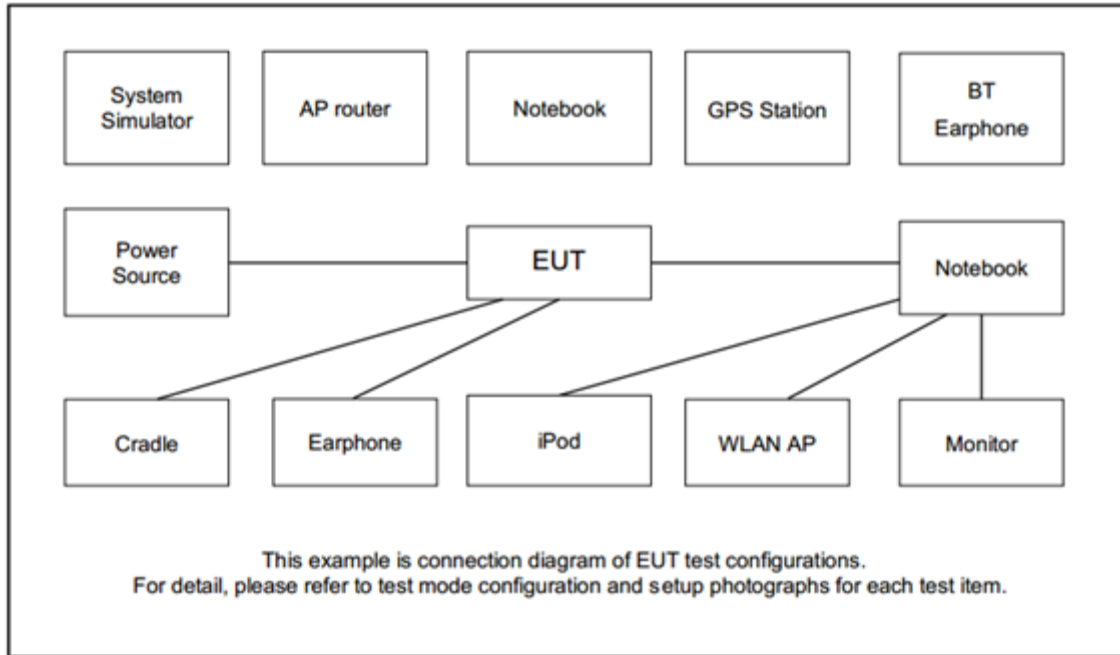 System
Simulator
AP router
Notebook
GPS Station
BT
Earphone
Power
Source
EUT
Notebook
Cradle
Earphone
iPod
WLAN AP
Monitor
This example is connection diagram of EUT test configurations.
For detail, please refer to test mode configuration and setup photographs for each test item.